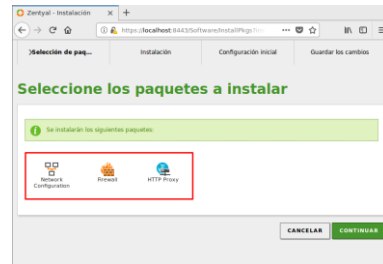 Zentyal - Instalación
https://localhost:8443/Software/InstallPkgs?
Selección de paq...
Instalación
Configuración inicial
Guardar los cambios
Seleccione los paquetes a instalar
Se instalarán los siguientes paquetes:
Network Configuration
Firewall
HTTP Proxy
CANCELAR
CONTINUAR